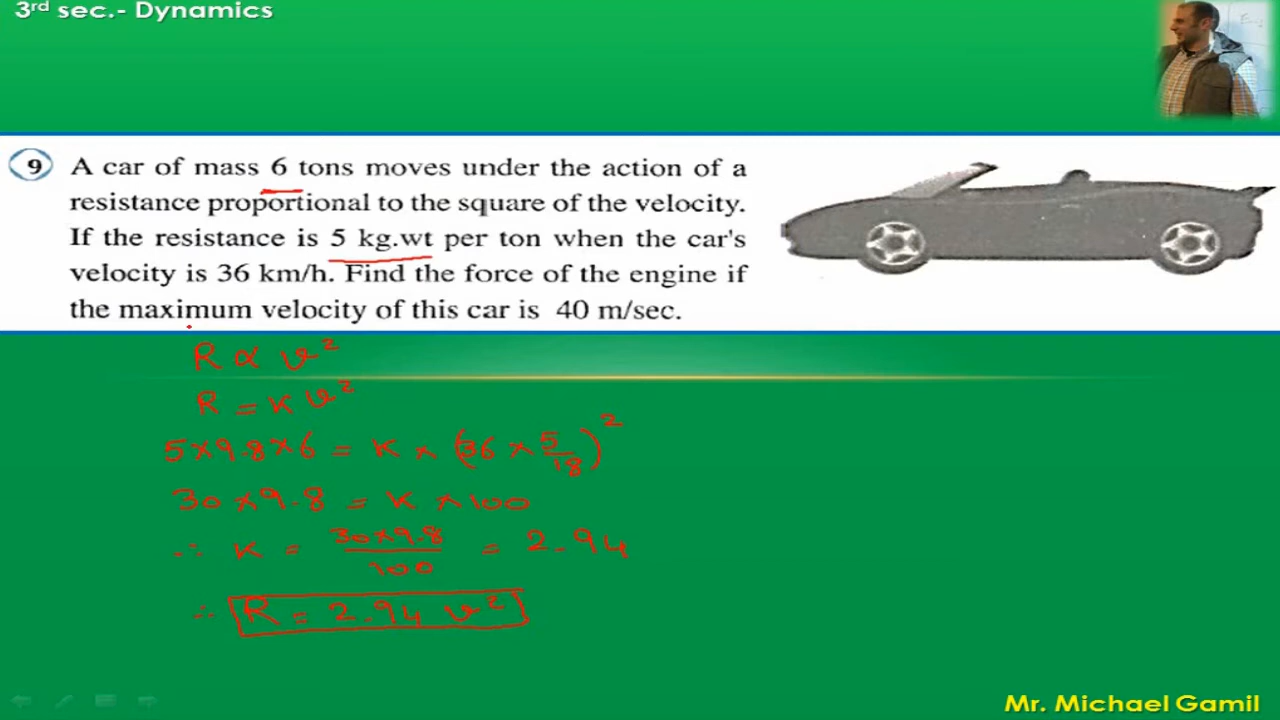 3rd sec.- Dynamics
9 A car of mass 6 tons moves under the action of a
resistance proportional to the square of the velocity.
If the resistance is 5 kg.wt per ton when the car's
velocity is 36 km/h. Find the force of the engine if
the maximum velocity of this car is 40 m/sec.
R ∝ v²
R = K v²
5×9.8×6 = K × (36 × 5/18)²
30×9.8 = K × 100
∴ K = 30×9.8/100 = 2.94
∴ R = 2.94 v²
Mr. Michael Gamil